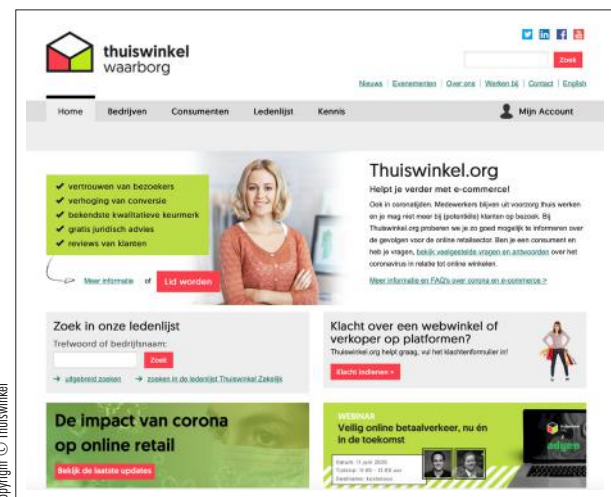 thuiswinkel
waarborg
Zoek
Nieuws | Evenementen | Over ons | Werken bij | Contact | English
Home Bedrijven Consumenten Ledenlijst Kennis Mijn Account
✔ vertrouwen van bezoekers
✔ verhoging van conversie
✔ bekendste kwalitatieve keurmerk
✔ gratis juridisch advies
✔ reviews van klanten
Meer informatie of Lid worden
Thuiswinkel.org
Helpt je verder met e-commerce!
Ook in coronatijden. Medewerkers blijven uit voorzorg thuis werken
en je mag niet meer bij (potentiële) klanten op bezoek. Bij
Thuiswinkel.org proberen we je zo goed mogelijk te informeren over
de gevolgen voor de online retailsector. Ben je een consument en
heb je vragen, bekijk veelgestelde vragen en antwoorden over het
coronavirus in relatie tot online winkelen.
Meer informatie en FAQ's over corona en e-commerce >
Zoek in onze ledenlijst
Trefwoord of bedrijfsnaam:
Zoek
→ uitgebreid zoeken → zoeken in de ledenlijst Thuiswinkel Zakelijk
Klacht over een webwinkel of
verkoper op platformen?
Thuiswinkel.org helpt graag, vul het klachtenformulier in!
Klacht indienen >
De impact van corona
op online retail
Bekijk de laatste updates
WEBINAR
Veilig online betaalverkeer, nu én
in de toekomst
Datum: 11 juni 2020
Deelname: kosteloos
adyen
© Thuiswinkel